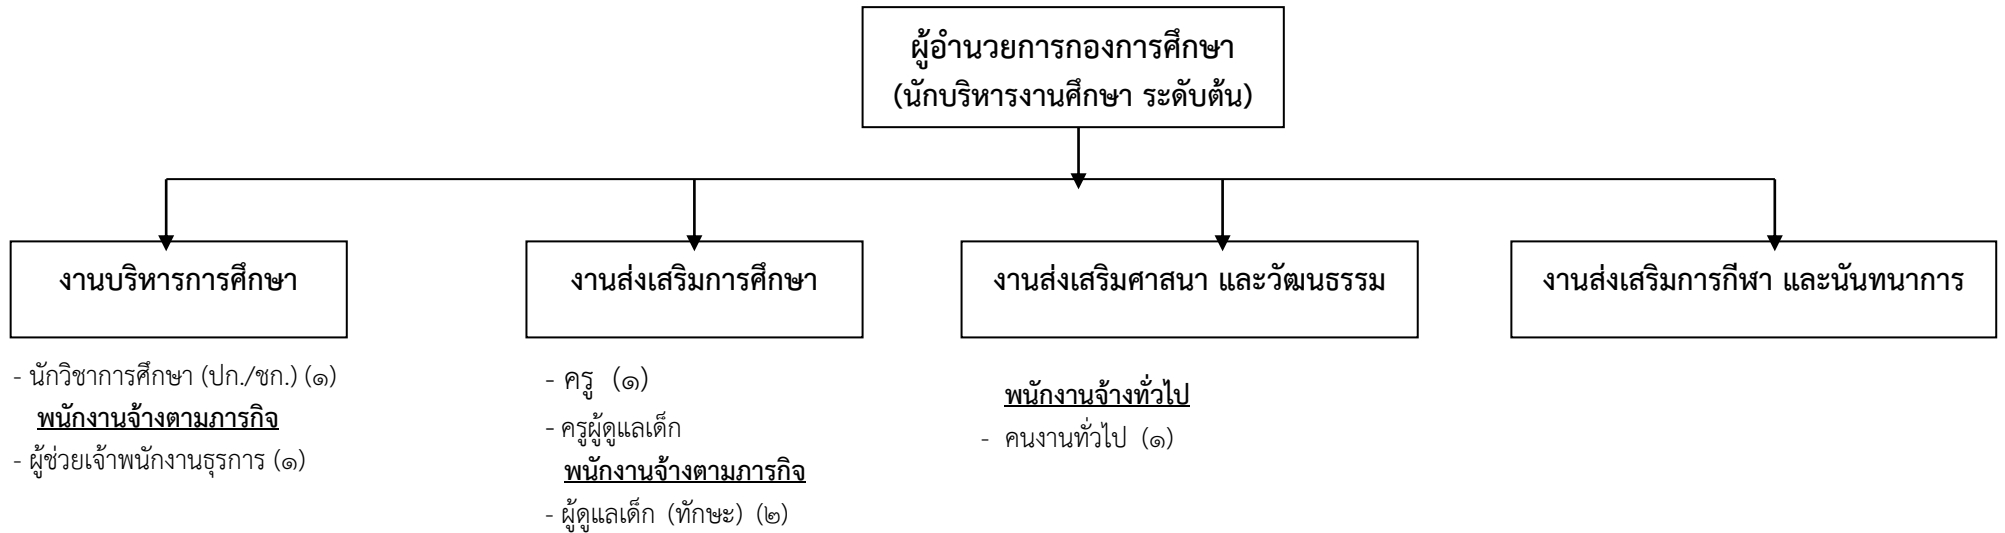 ผู้อำนวยการกองการศึกษา
(นักบริหารงานศึกษา ระดับต้น)
งานบริหารการศึกษา
งานส่งเสริมการศึกษา
งานส่งเสริมศาสนา และวัฒนธรรม
งานส่งเสริมการกีฬา และนันทนาการ
- นักวิชาการศึกษา (ปก./ชก.) (๑)
พนักงานจ้างตามภารกิจ
- ผู้ช่วยเจ้าพนักงานธุรการ (๑)
- ครู (๑)
- ครูผู้ดูแลเด็ก
พนักงานจ้างตามภารกิจ
- ผู้ดูแลเด็ก (ทักษะ) (๒)
พนักงานจ้างทั่วไป
- คนงานทั่วไป (๑)